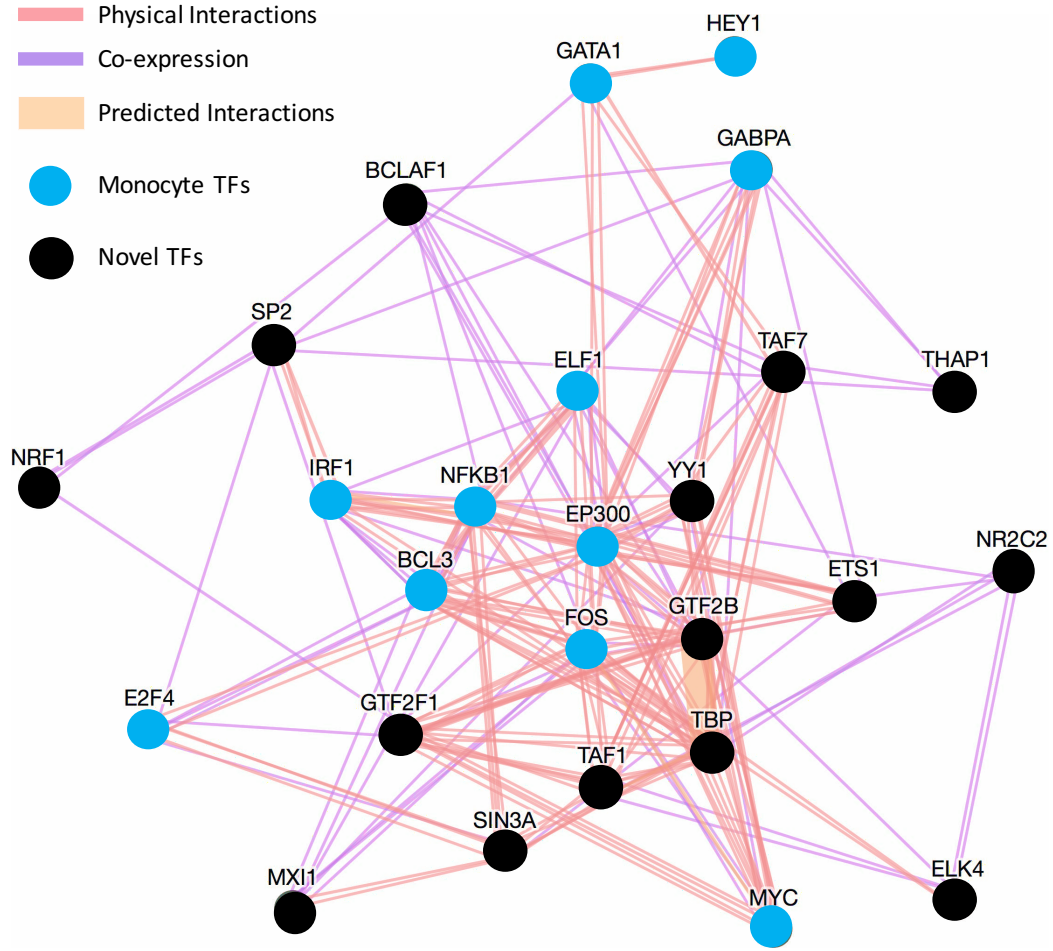 Physical Interactions
Co-expression
Predicted Interactions
Monocyte TFs
Novel TFs
HEY1
GATA1
GABPA
BCLAF1
SP2
TAF7
ELF1
THAP1
NRF1
IRF1
NFKB1
YY1
EP300
NR2C2
BCL3
ETS1
GTF2B
FOS
E2F4
GTF2F1
TBP
TAF1
SIN3A
MXI1
ELK4
MYC